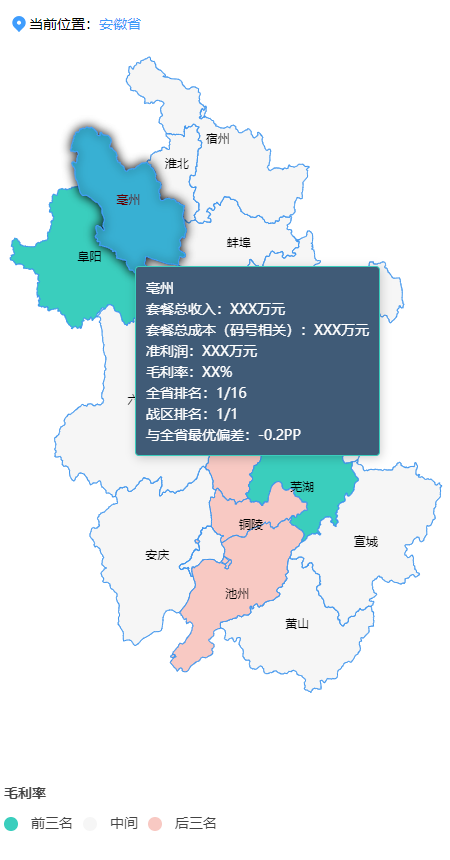 当前位置：安徽省
宿州
淮北
亳州
蚌埠
阜阳
亳州
套餐总收入：XXX万元
套餐总成本（码号相关）：XXX万元
准利润：XXX万元
毛利率：XX%
全省排名：1/16
战区排名：1/1
与全省最优偏差：-0.2PP
芜湖
铜陵
宣城
安庆
池州
黄山
毛利率
前三名 中间 后三名